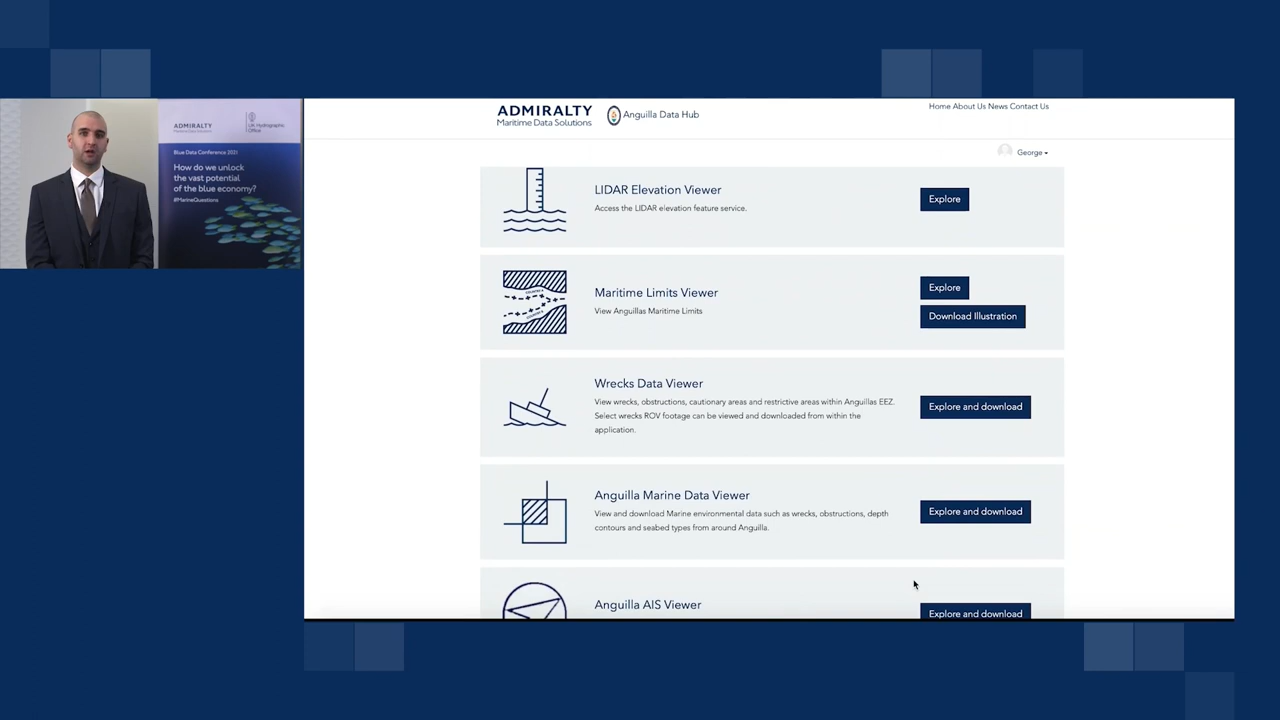 ADMIRALTY
Maritime Data Solutions
UK Hydrographic
Office
Blue Data Conference 2021
How do we unlock
the vast potential
of the blue economy?
#MarineQuestions
ADMIRALTY
Maritime Data Solutions
Anguilla Data Hub
Home About Us News Contact Us
George
LIDAR Elevation Viewer
Access the LIDAR elevation feature service.
Explore
Maritime Limits Viewer
View Anguillas Maritime Limits
Explore
Download Illustration
Wrecks Data Viewer
View wrecks, obstructions, cautionary areas and restrictive areas within Anguillas EEZ.
Select wrecks ROV footage can be viewed and downloaded from within the
application.
Explore and download
Anguilla Marine Data Viewer
View and download Marine environmental data such as wrecks, obstructions, depth
contours and seabed types from around Anguilla.
Explore and download
Anguilla AIS Viewer
Explore and download